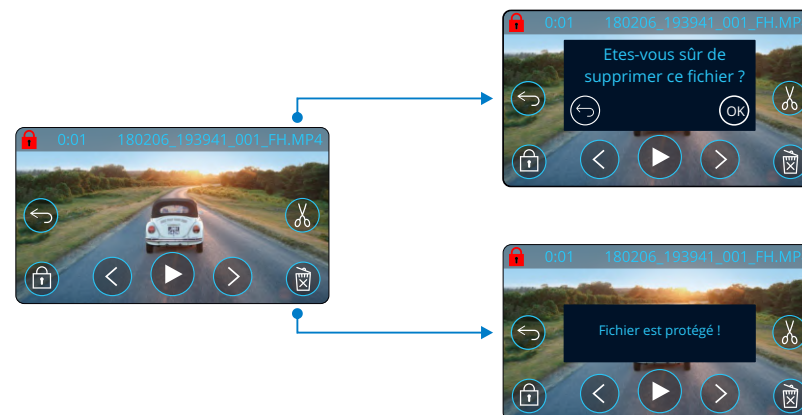 0:01 180206_193941_001_FH.MP4
0:01 180206_193941_001_FH.MP
Etes-vous sûr de
supprimer ce fichier ?
OK
0:01 180206_193941_001_FH.MP
Fichier est protégé !